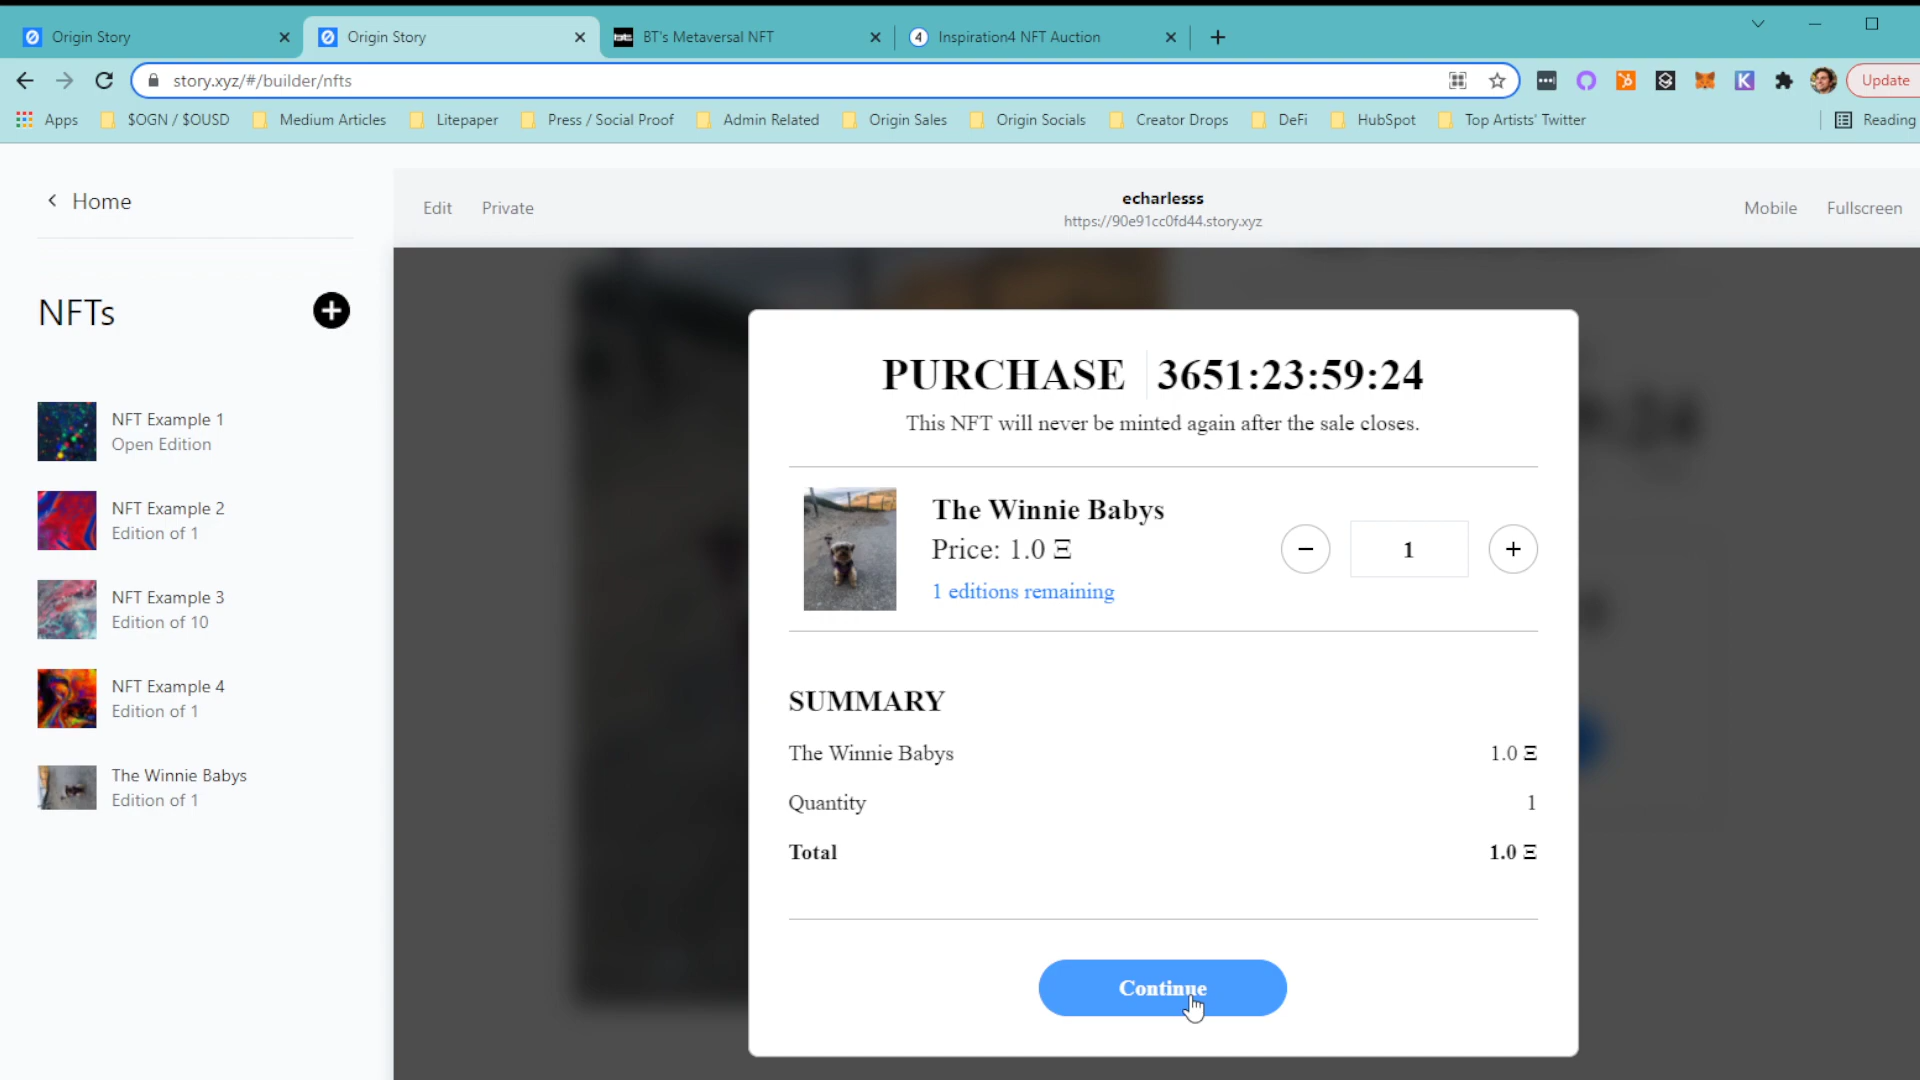 Origin Story
Origin Story
BT's Metaversal NFT
Inspiration4 NFT Auction
story.xyz/#/builder/nfts
Update
Apps
$OGN / $OUSD
Medium Articles
Litepaper
Press / Social Proof
Admin Related
Origin Sales
Origin Socials
Creator Drops
DeFi
HubSpot
Top Artists' Twitter
Reading
Home
Edit
Private
echarlesss
https://90e91cc0fd44.story.xyz
Mobile
Fullscreen
NFTs
NFT Example 1
Open Edition
NFT Example 2
Edition of 1
NFT Example 3
Edition of 10
NFT Example 4
Edition of 1
The Winnie Babys
Edition of 1
PURCHASE 3651:23:59:24
This NFT will never be minted again after the sale closes.
The Winnie Babys
Price: 1.0 Ξ
1 editions remaining
1
SUMMARY
The Winnie Babys 1.0 Ξ
Quantity 1
Total 1.0 Ξ
Continue